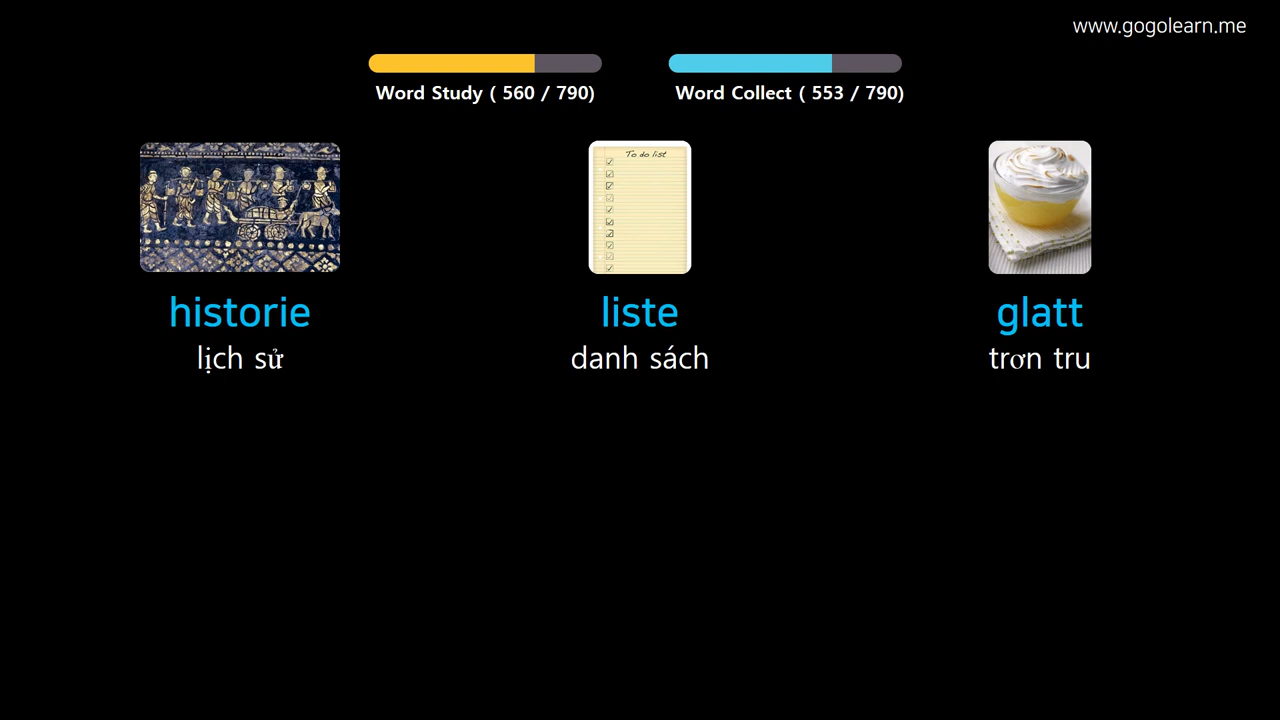 www.gogolearn.me
Word Study ( 560 / 790)
Word Collect ( 553 / 790)
To do list
historie
liste
glatt
lịch sử
danh sách
trơn tru